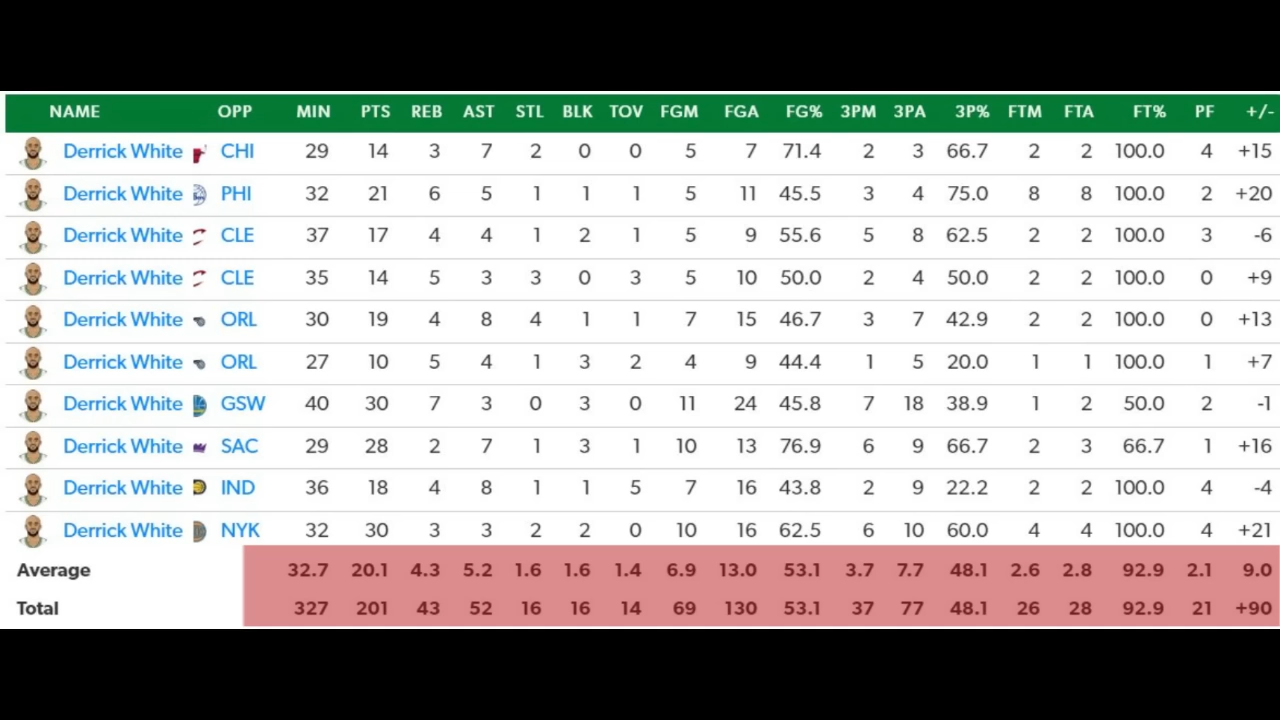 NAME OPP MIN PTS REB AST STL BLK TOV FGM FGA FG% 3PM 3PA 3P% FTM FTA FT% PF +/-
Derrick White CHI 29 14 3 7 2 0 0 5 7 71.4 2 3 66.7 2 2 100.0 4 +15
Derrick White PHI 32 21 6 5 1 1 1 5 11 45.5 3 4 75.0 8 8 100.0 2 +20
Derrick White CLE 37 17 4 4 1 2 1 5 9 55.6 5 8 62.5 2 2 100.0 3 -6
Derrick White CLE 35 14 5 3 3 0 3 5 10 50.0 2 4 50.0 2 2 100.0 0 +9
Derrick White ORL 30 19 4 8 4 1 1 7 15 46.7 3 7 42.9 2 2 100.0 0 +13
Derrick White ORL 27 10 5 4 1 3 2 4 9 44.4 1 5 20.0 1 1 100.0 1 +7
Derrick White GSW 40 30 7 3 0 3 0 11 24 45.8 7 18 38.9 1 2 50.0 2 -1
Derrick White SAC 29 28 2 7 1 3 1 10 13 76.9 6 9 66.7 2 3 66.7 1 +16
Derrick White IND 36 18 4 8 1 1 5 7 16 43.8 2 9 22.2 2 2 100.0 4 -4
Derrick White NYK 32 30 3 3 2 2 0 10 16 62.5 6 10 60.0 4 4 100.0 4 +21
Average 32.7 20.1 4.3 5.2 1.6 1.6 1.4 6.9 13.0 53.1 3.7 7.7 48.1 2.6 2.8 92.9 2.1 9.0
Total 327 201 43 52 16 16 14 69 130 53.1 37 77 48.1 26 28 92.9 21 +90